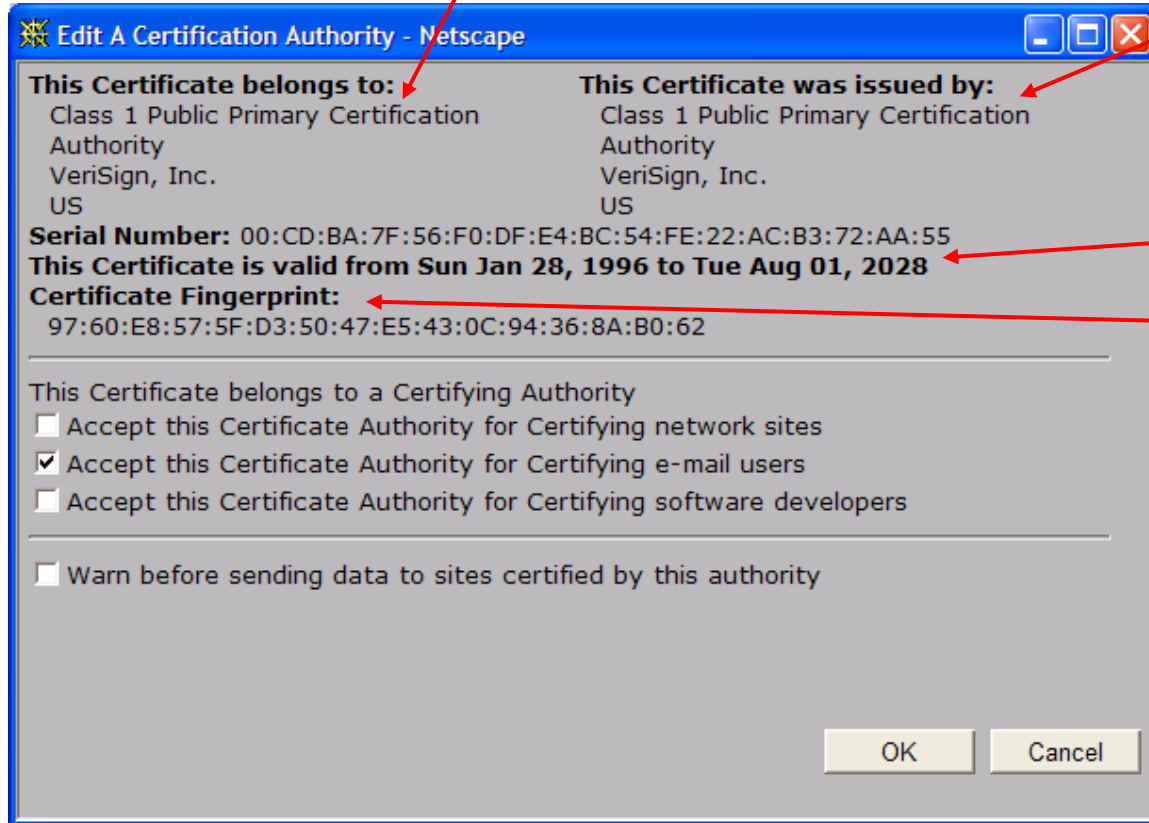 Edit A Certification Authority - Netscape
This Certificate belongs to:
Class 1 Public Primary Certification
Authority
VeriSign, Inc.
US
This Certificate was issued by:
Class 1 Public Primary Certification
Authority
VeriSign, Inc.
US
Serial Number: 00:CD:BA:7F:56:F0:DF:E4:BC:54:FE:22:AC:B3:72:AA:55
This Certificate is valid from Sun Jan 28, 1996 to Tue Aug 01, 2028
Certificate Fingerprint:
97:60:E8:57:5F:D3:50:47:E5:43:0C:94:36:8A:B0:62
This Certificate belongs to a Certifying Authority
Accept this Certificate Authority for Certifying network sites
Accept this Certificate Authority for Certifying e-mail users
Accept this Certificate Authority for Certifying software developers
Warn before sending data to sites certified by this authority
OK
Cancel